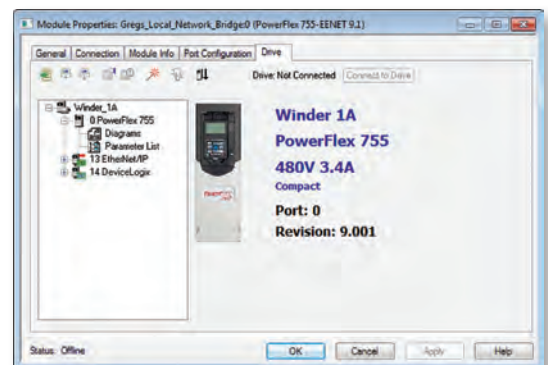 Module Properties: Gregs_Local_Network_Bridge:0 (PowerFlex 755-EENET 9.1)
General Connection Module Info Port Configuration Drive
Drive: Not Connected Connect to Drive
Winder_1A
0 PowerFlex 755
Diagrams
Parameter List
13 EtherNet/IP
14 DeviceLogix
Winder 1A
PowerFlex 755
480V 3.4A
Compact
Port: 0
Revision: 9.001
Status: Offline
OK Cancel Apply Help